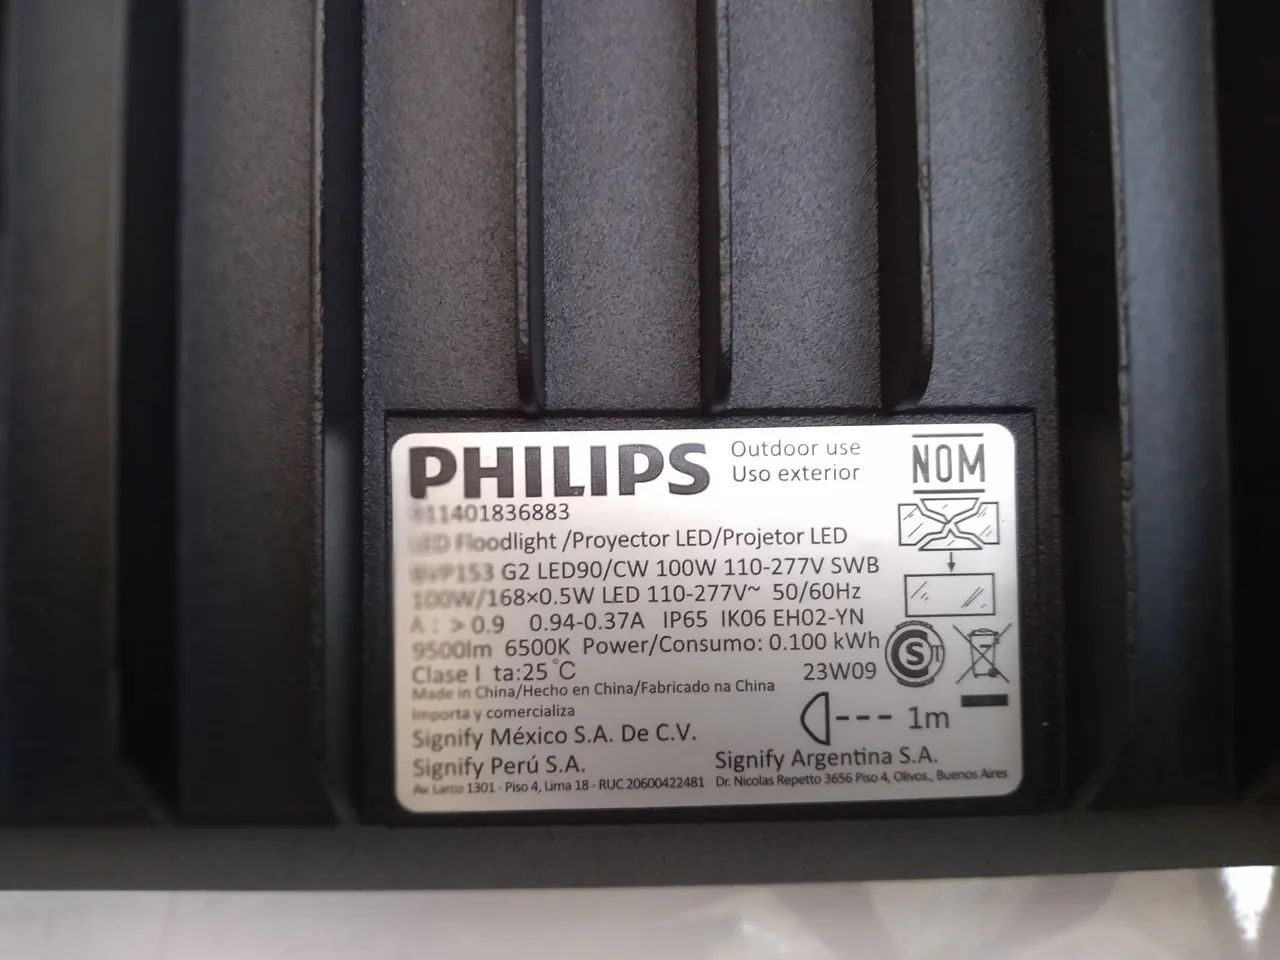 PHILIPS
Outdoor use
Uso exterior
NOM
11401836883
LED Floodlight /Proyector LED/Projetor LED
BVP153 G2 LED90/CW 100W 110-277V SWB
100W/168×0.5W LED 110-277V~ 50/60Hz
> 0.9 0.94-0.37A IP65 IK06 EH02-YN
9500lm 6500K Power/Consumo: 0.100 kWh
Clase I ta:25℃ 23W09
S
Made in China/Hecho en China/Fabricado na China
Importa y comercializa
1m
Signify México S.A. De C.V.
Signify Perú S.A.
Av. Larco 1301 - Piso 4, Lima 18 - RUC 20600422481
Signify Argentina S.A.
Dr. Nicolas Repetto 3656 Piso 4, Olivos., Buenos Aires